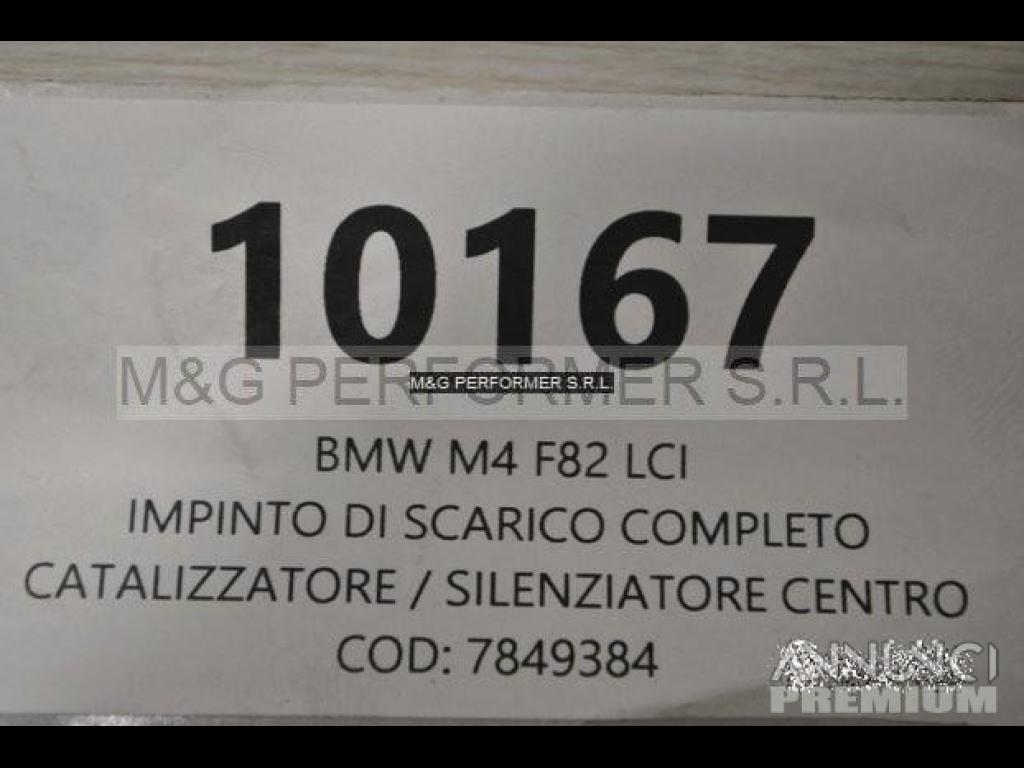 10167
M&G PERFORMER S.R.L.
M&G PERFORMER S.R.L.
BMW M4 F82 LCI
IMPINTO DI SCARICO COMPLETO
CATALIZZATORE / SILENZIATORE CENTRO
COD: 7849384
ANNUNCI
PREMIUM